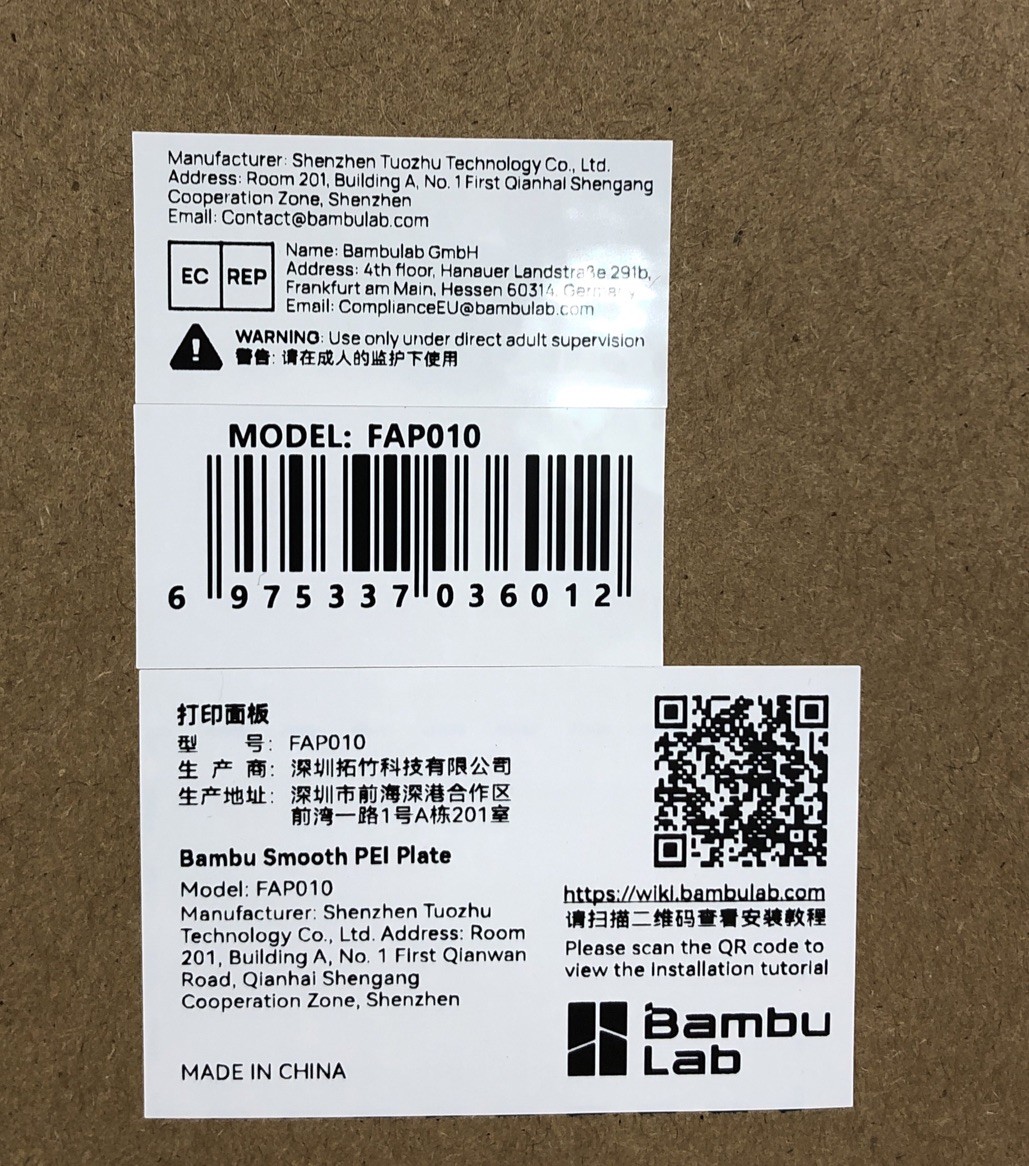 Manufacturer: Shenzhen Tuozhu Technology Co., Ltd.
Address: Room 201, Building A, No. 1 First Qianhai Shengang
Cooperation Zone, Shenzhen
Email: Contact@bambulab.com
EC REP
Name: Bambulab GmbH
Address: 4th floor, Hanauer Landstraße 291b,
Frankfurt am Main, Hessen 60314, Germany
Email: ComplianceEU@bambulab.com
WARNING: Use only under direct adult supervision
警告: 请在成人的监护下使用
MODEL: FAP010
6 975337 036012
打印面板
型 号: FAP010
生 产 商: 深圳拓竹科技有限公司
生产地址: 深圳市前海深港合作区
前湾一路1号A栋201室
Bambu Smooth PEI Plate
Model: FAP010
Manufacturer: Shenzhen Tuozhu
Technology Co., Ltd. Address: Room
201, Building A, No. 1 First Qianwan
Road, Qianhai Shengang
Cooperation Zone, Shenzhen
MADE IN CHINA
https://wiki.bambulab.com
请扫描二维码查看安装教程
Please scan the QR code to
view the installation tutorial
Bambu
Lab